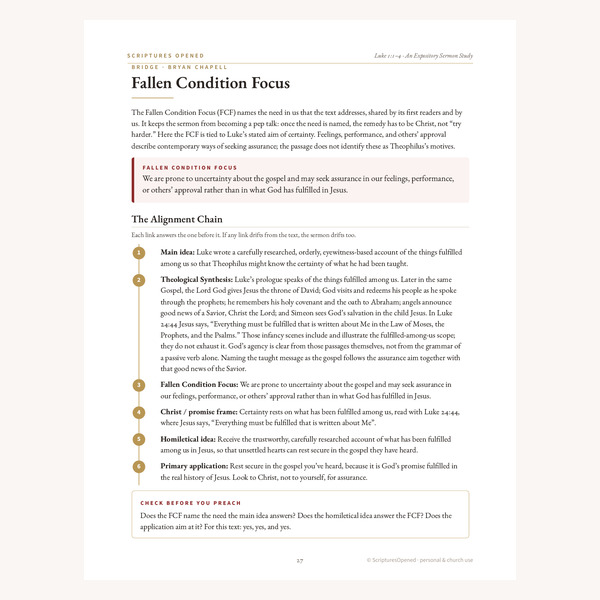 SCRIPTURES OPENED
Luke 1:1–4 · An Expository Sermon Study
BRIDGE · BRYAN CHAPELL
Fallen Condition Focus
The Fallen Condition Focus (FCF) names the need in us that the text addresses, shared by its first readers and by
us. It keeps the sermon from becoming a pep talk: once the need is named, the remedy has to be Christ, not “try
harder.” Here the FCF is tied to Luke’s stated aim of certainty. Feelings, performance, and others’ approval
describe contemporary ways of seeking assurance; the passage does not identify these as Theophilus’s motives.
FALLEN CONDITION FOCUS
We are prone to uncertainty about the gospel and may seek assurance in our feelings, performance,
or others’ approval rather than in what God has fulfilled in Jesus.
The Alignment Chain
Each link answers the one before it. If any link drifts from the text, the sermon drifts too.
1 Main idea: Luke wrote a carefully researched, orderly, eyewitness-based account of the things fulfilled
among us so that Theophilus might know the certainty of what he had been taught.
2 Theological Synthesis: Luke’s prologue speaks of the things fulfilled among us. Later in the same
Gospel, the Lord God gives Jesus the throne of David; God visits and redeems his people as he spoke
through the prophets; he remembers his holy covenant and the oath to Abraham; angels announce
good news of a Savior, Christ the Lord; and Simeon sees God’s salvation in the child Jesus. In Luke
24:44 Jesus says, “Everything must be fulfilled that is written about Me in the Law of Moses, the
Prophets, and the Psalms.” Those infancy scenes include and illustrate the fulfilled-among-us scope;
they do not exhaust it. God’s agency is clear from those passages themselves, not from the grammar of
a passive verb alone. Naming the taught message as the gospel follows the assurance aim together with
that good news of the Savior.
3 Fallen Condition Focus: We are prone to uncertainty about the gospel and may seek assurance in
our feelings, performance, or others’ approval rather than in what God has fulfilled in Jesus.
4 Christ / promise frame: Certainty rests on what has been fulfilled among us, read with Luke 24:44,
where Jesus says, “Everything must be fulfilled that is written about Me”.
5 Homiletical idea: Receive the trustworthy, carefully researched account of what has been fulfilled
among us in Jesus, so that unsettled hearts can rest secure in the gospel they have heard.
6 Primary application: Rest secure in the gospel you’ve heard, because it is God’s promise fulfilled in
the real history of Jesus. Look to Christ, not to yourself, for assurance.
CHECK BEFORE YOU PREACH
Does the FCF name the need the main idea answers? Does the homiletical idea answer the FCF? Does the
application aim at it? For this text: yes, yes, and yes.
27
© ScripturesOpened · personal & church use